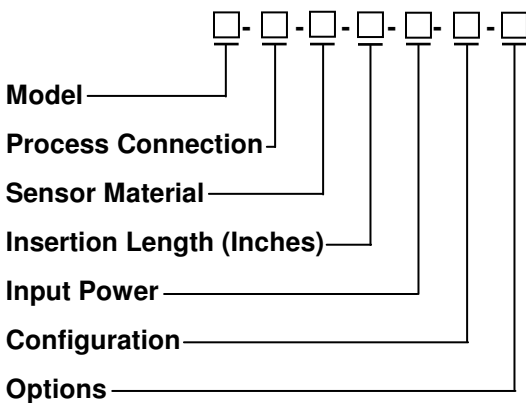 □- □ -□ -□ -□- □ -□
Model
Process Connection
Sensor Material
Insertion Length (Inches)
Input Power
Configuration
Options